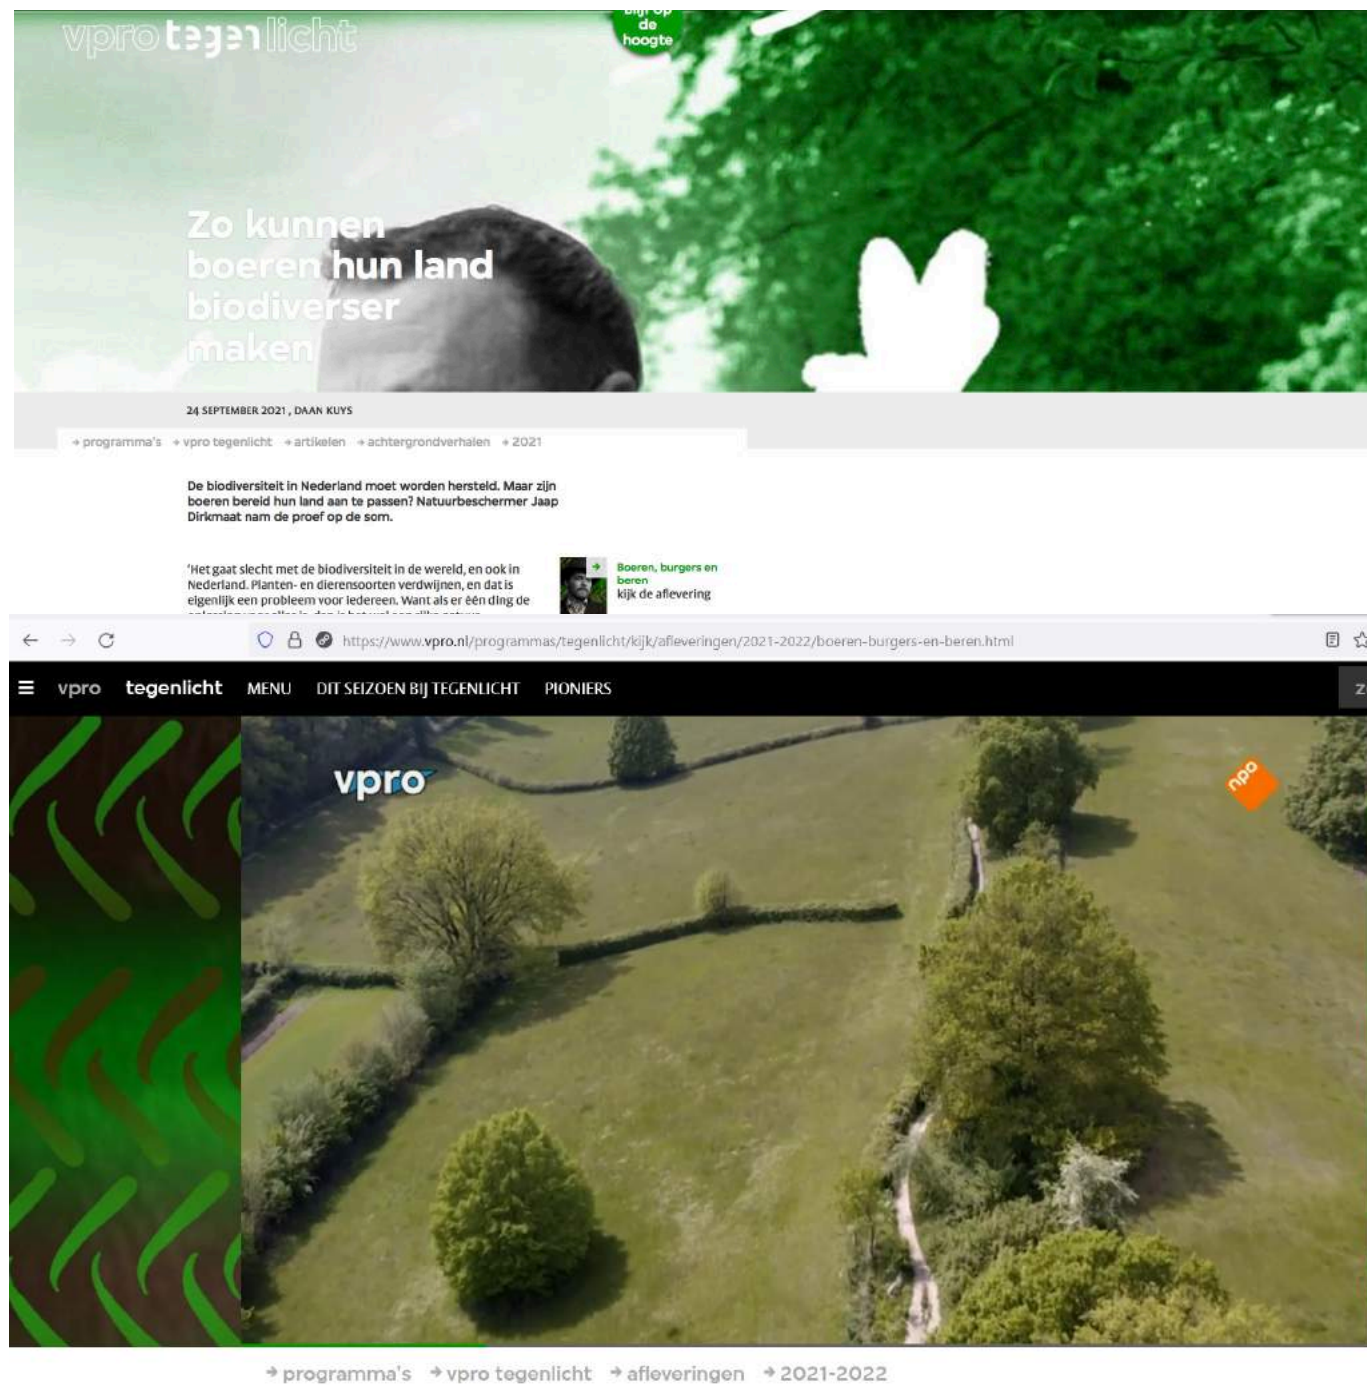 vpro tegenlicht
blijf op
de
hoogte
Zo kunnen
boeren hun land
biodiverser
maken
24 SEPTEMBER 2021, DAAN KUYS
→ programma's → vpro tegenlicht → artikelen → achtergrondverhalen → 2021
De biodiversiteit in Nederland moet worden hersteld. Maar zijn
boeren bereid hun land aan te passen? Natuurbeschermer Jaap
Dirkmaat nam de proef op de som.
'Het gaat slecht met de biodiversiteit in de wereld, en ook in
Nederland. Planten- en dierensoorten verdwijnen, en dat is
eigenlijk een probleem voor iedereen. Want als er één ding de
Boeren, burgers en
beren
kijk de aflevering
https://www.vpro.nl/programmas/tegenlicht/kijk/afleveringen/2021-2022/boeren-burgers-en-beren.html
vpro tegenlicht MENU DIT SEIZOEN BIJ TEGENLICHT PIONIERS
vpro
npo
→ programma's → vpro tegenlicht → afleveringen → 2021-2022